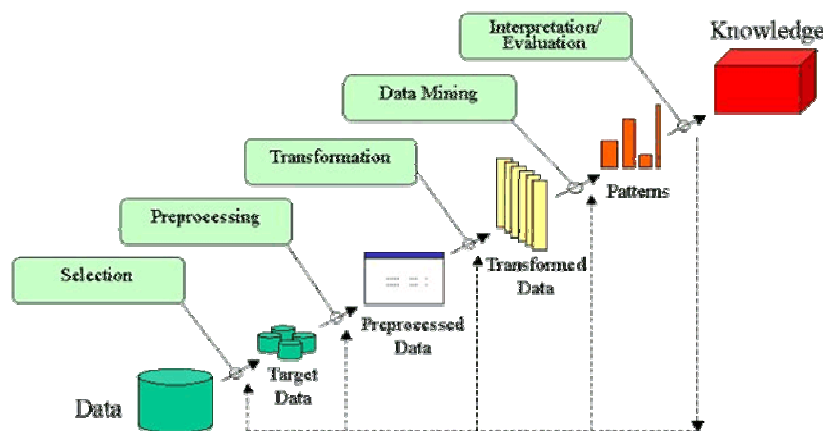 Interpretation/
Evaluation
Knowledge
Data Mining
Transformation
Patterns
Preprocessing
Transformed
Data
Selection
Preprocessed
Data
Target
Data
Data